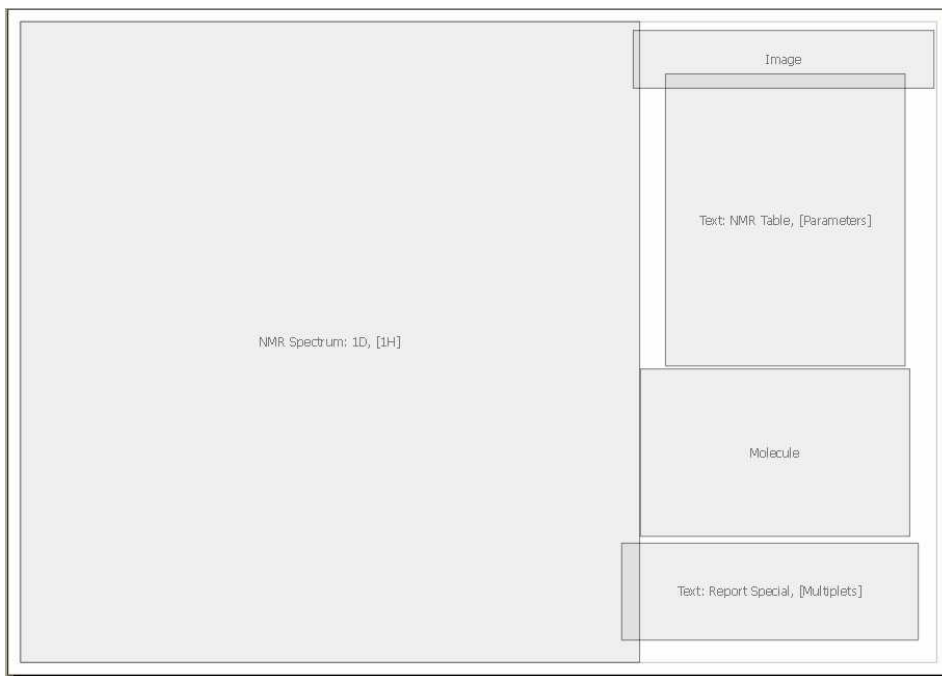 Image
Text: NMR Table, [Parameters]
NMR Spectrum: 1D, [1H]
Molecule
Text: Report Special, [Multiplets]